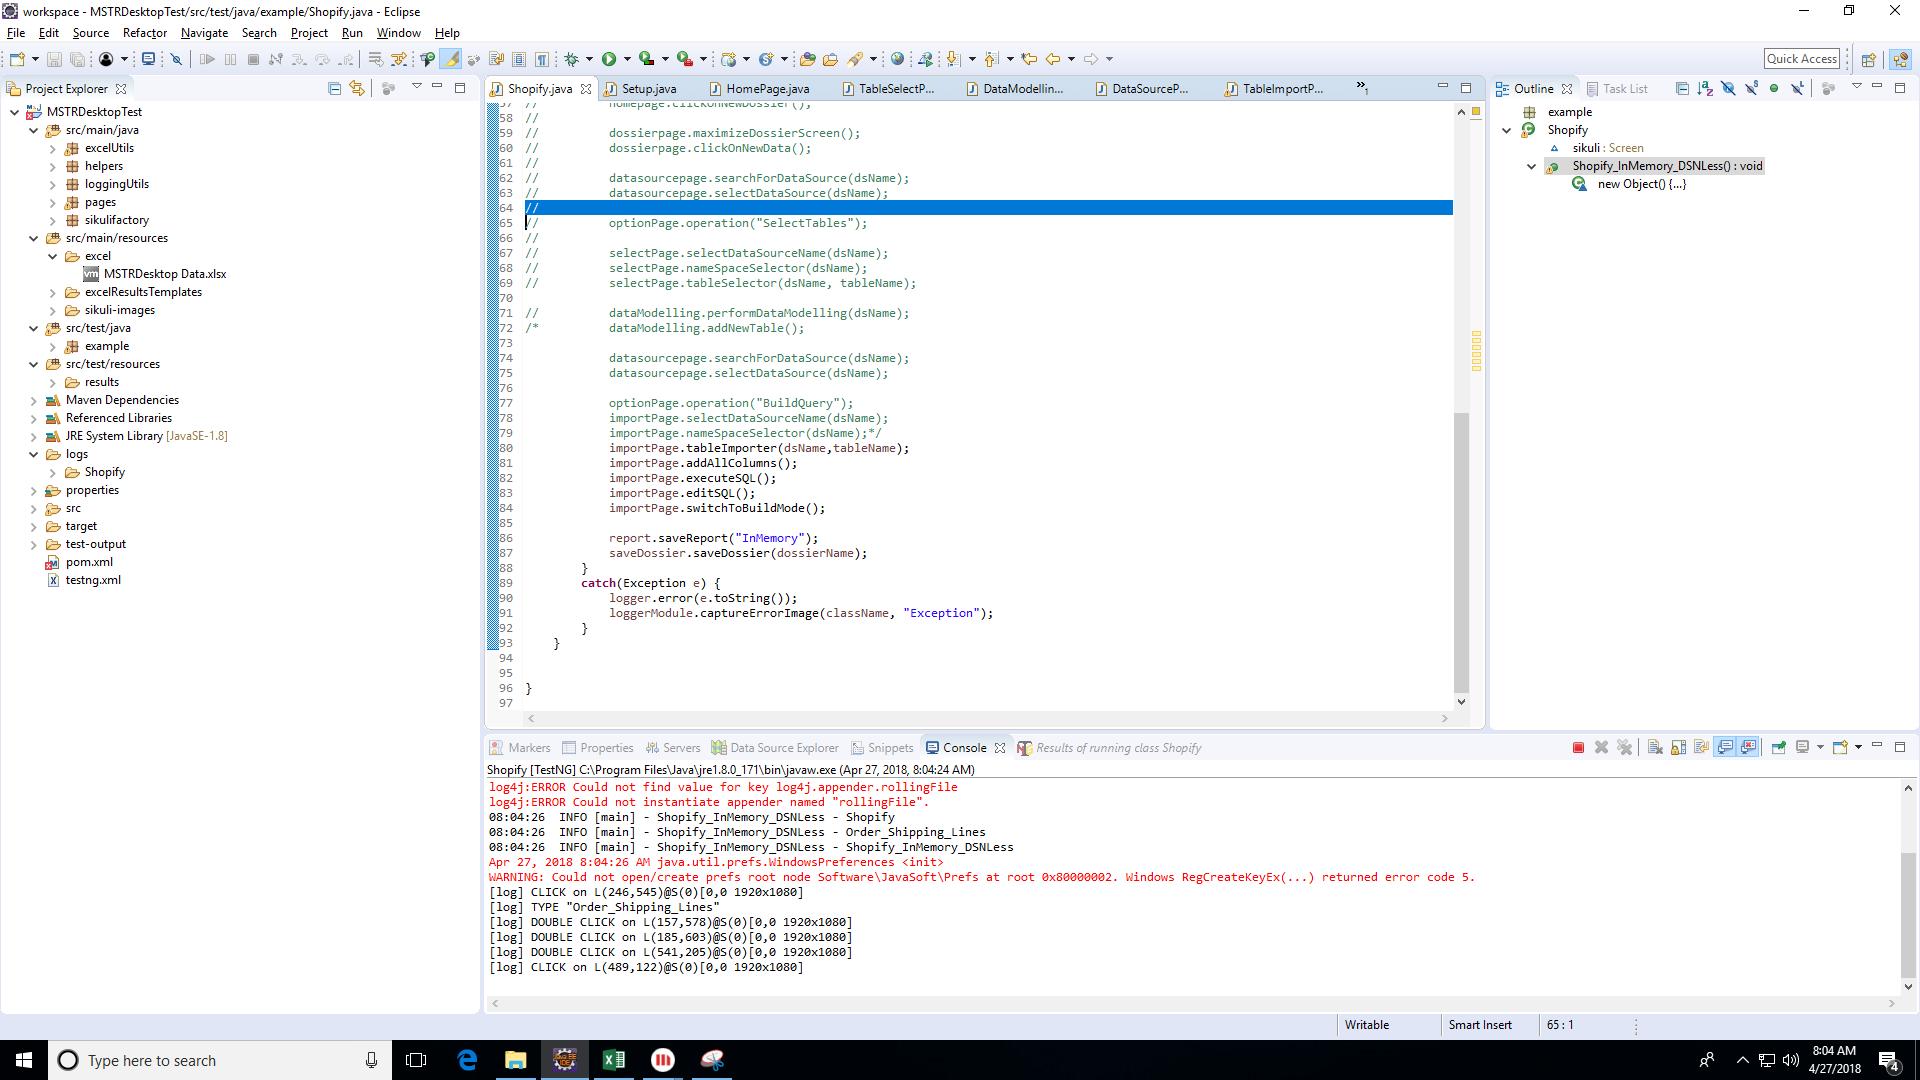 workspace - MSTRDesktopTest/src/test/java/example/Shopify.java - Eclipse
File Edit Source Refactor Navigate Search Project Run Window Help
Quick Access
Project Explorer
MSTRDesktopTest
src/main/java
excelUtils
helpers
loggingUtils
pages
sikulifactory
src/main/resources
excel
MSTRDesktop Data.xlsx
excelResultsTemplates
sikuli-images
src/test/java
example
src/test/resources
results
Maven Dependencies
Referenced Libraries
JRE System Library [JavaSE-1.8]
logs
Shopify
properties
src
target
test-output
pom.xml
testng.xml
Shopify.java Setup.java HomePage.java TableSelectP... DataModellin... DataSourceP... TableImportP... »1
57 // homepage.clickOnNewDossier();
58 //
59 // dossierpage.maximizeDossierScreen();
60 // dossierpage.clickOnNewData();
61 //
62 // datasourcepage.searchForDataSource(dsName);
63 // datasourcepage.selectDataSource(dsName);
64 //
65 // optionPage.operation("SelectTables");
66 //
67 // selectPage.selectDataSourceName(dsName);
68 // selectPage.nameSpaceSelector(dsName);
69 // selectPage.tableSelector(dsName, tableName);
70
71 // dataModelling.performDataModelling(dsName);
72 /* dataModelling.addNewTable();
73
74 datasourcepage.searchForDataSource(dsName);
75 datasourcepage.selectDataSource(dsName);
76
77 optionPage.operation("BuildQuery");
78 importPage.selectDataSourceName(dsName);
79 importPage.nameSpaceSelector(dsName);*/
80 importPage.tableImporter(dsName,tableName);
81 importPage.addAllColumns();
82 importPage.executeSQL();
83 importPage.editSQL();
84 importPage.switchToBuildMode();
85
86 report.saveReport("InMemory");
87 saveDossier.saveDossier(dossierName);
88 }
89 catch(Exception e) {
90 logger.error(e.toString());
91 loggerModule.captureErrorImage(className, "Exception");
92 }
93 }
94
95
96 }
97
Outline Task List
example
Shopify
sikuli : Screen
Shopify_InMemory_DSNLess() : void
new Object() {...}
Markers Properties Servers Data Source Explorer Snippets Console Results of running class Shopify
Shopify [TestNG] C:\Program Files\Java\jre1.8.0_171\bin\javaw.exe (Apr 27, 2018, 8:04:24 AM)
log4j:ERROR Could not find value for key log4j.appender.rollingFile
log4j:ERROR Could not instantiate appender named "rollingFile".
08:04:26 INFO [main] - Shopify_InMemory_DSNLess - Shopify
08:04:26 INFO [main] - Shopify_InMemory_DSNLess - Order_Shipping_Lines
08:04:26 INFO [main] - Shopify_InMemory_DSNLess - Shopify_InMemory_DSNLess
Apr 27, 2018 8:04:26 AM java.util.prefs.WindowsPreferences <init>
WARNING: Could not open/create prefs root node Software\JavaSoft\Prefs at root 0x80000002. Windows RegCreateKeyEx(...) returned error code 5.
[log] CLICK on L(246,545)@S(0)[0,0 1920x1080]
[log] TYPE "Order_Shipping_Lines"
[log] DOUBLE CLICK on L(157,578)@S(0)[0,0 1920x1080]
[log] DOUBLE CLICK on L(185,603)@S(0)[0,0 1920x1080]
[log] DOUBLE CLICK on L(541,205)@S(0)[0,0 1920x1080]
[log] CLICK on L(489,122)@S(0)[0,0 1920x1080]
Writable Smart Insert 65 : 1
Type here to search
8:04 AM
4/27/2018
4